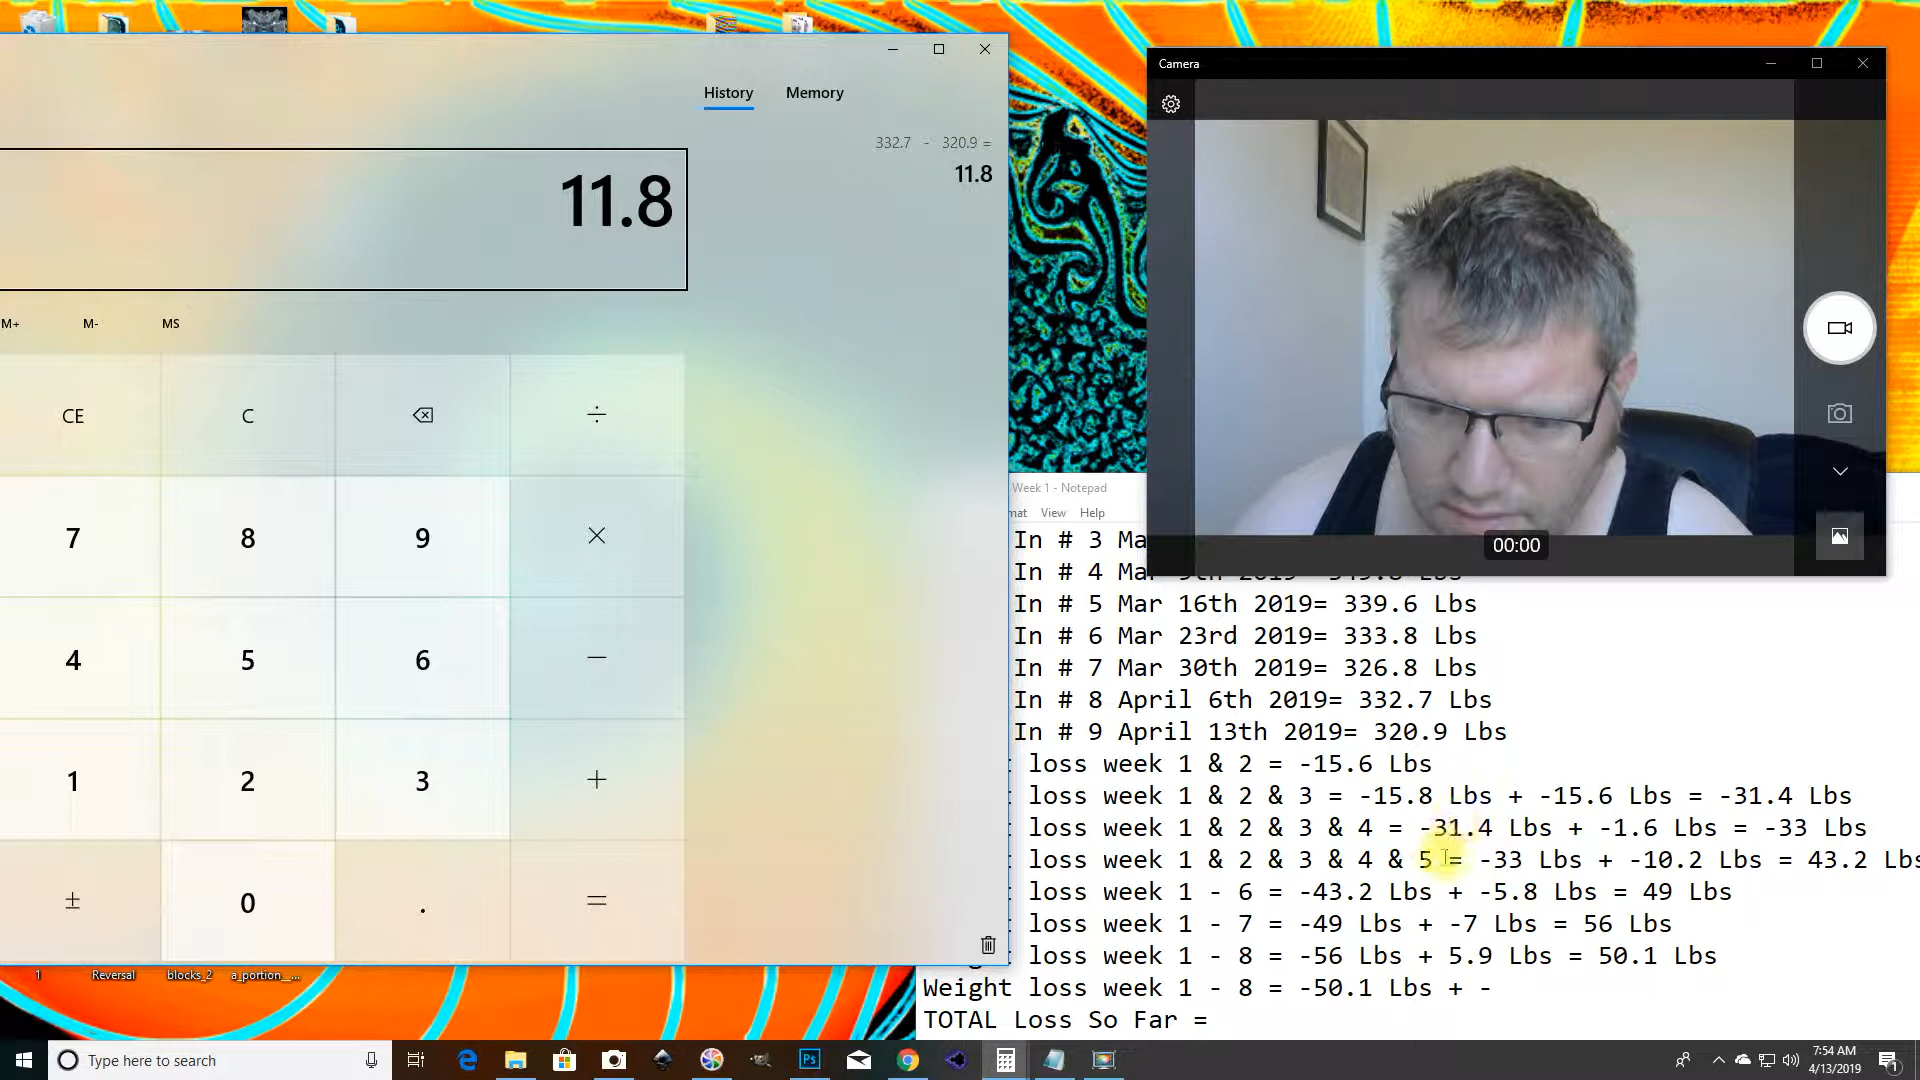 History Memory
332.7 - 320.9 =
11.8
11.8
M+ M- MS
CE C ÷
7 8 9 ×
4 5 6 −
1 2 3 +
± 0 . =
Camera
00:00
Week 1 - Notepad
mat View Help
In # 3 Ma
In # 4 Mar
In # 5 Mar 16th 2019= 339.6 Lbs
In # 6 Mar 23rd 2019= 333.8 Lbs
In # 7 Mar 30th 2019= 326.8 Lbs
In # 8 April 6th 2019= 332.7 Lbs
In # 9 April 13th 2019= 320.9 Lbs
loss week 1 & 2 = -15.6 Lbs
loss week 1 & 2 & 3 = -15.8 Lbs + -15.6 Lbs = -31.4 Lbs
loss week 1 & 2 & 3 & 4 = -31.4 Lbs + -1.6 Lbs = -33 Lbs
loss week 1 & 2 & 3 & 4 & 5 = -33 Lbs + -10.2 Lbs = 43.2 Lbs
loss week 1 - 6 = -43.2 Lbs + -5.8 Lbs = 49 Lbs
loss week 1 - 7 = -49 Lbs + -7 Lbs = 56 Lbs
loss week 1 - 8 = -56 Lbs + 5.9 Lbs = 50.1 Lbs
Weight loss week 1 - 8 = -50.1 Lbs + -
TOTAL Loss So Far =
1 Reversal blocks_2 a_portion_...
Type here to search
Ps
7:54 AM
4/13/2019
1